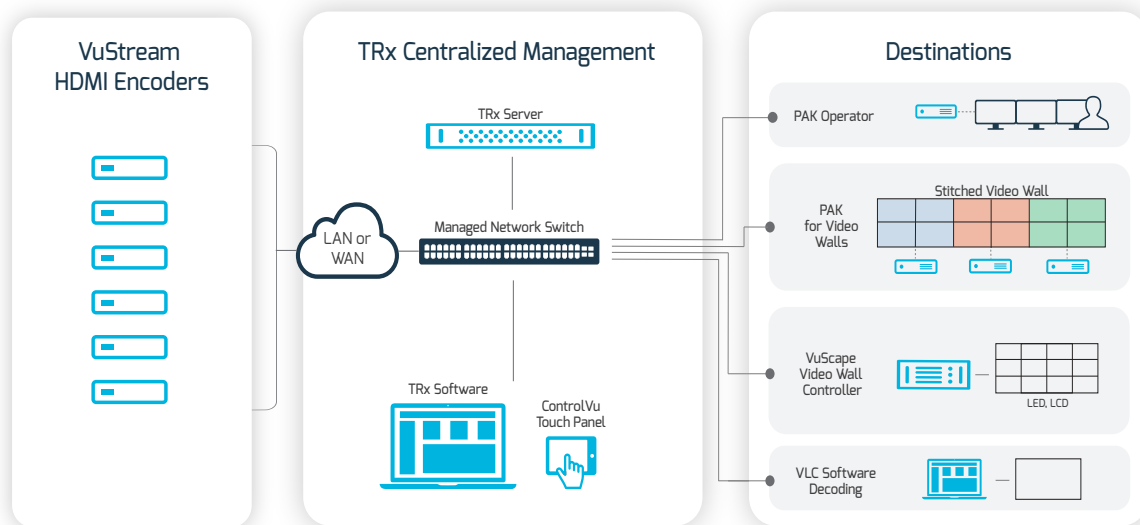 VuStream
HDMI Encoders
TRx Centralized Management
TRx Server
LAN or
WAN
Managed Network Switch
TRx Software
ControlVu
Touch Panel
Destinations
PAK Operator
PAK
for Video
Walls
Stitched Video Wall
VuScape
Video Wall
Controller
LED, LCD
VLC Software
Decoding